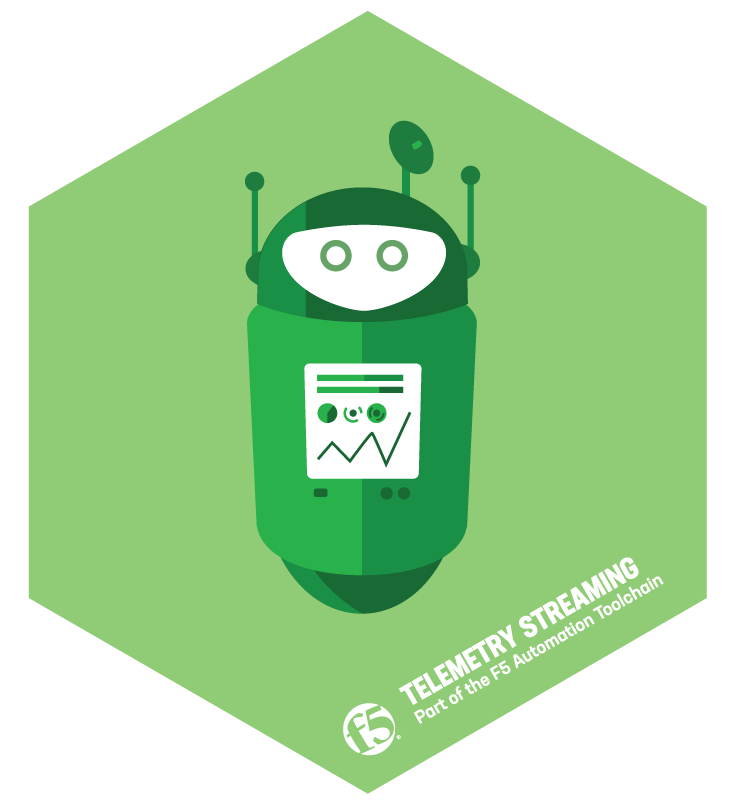 TELEMETRY STREAMING
Part of the F5 Automation Toolchain
f5®